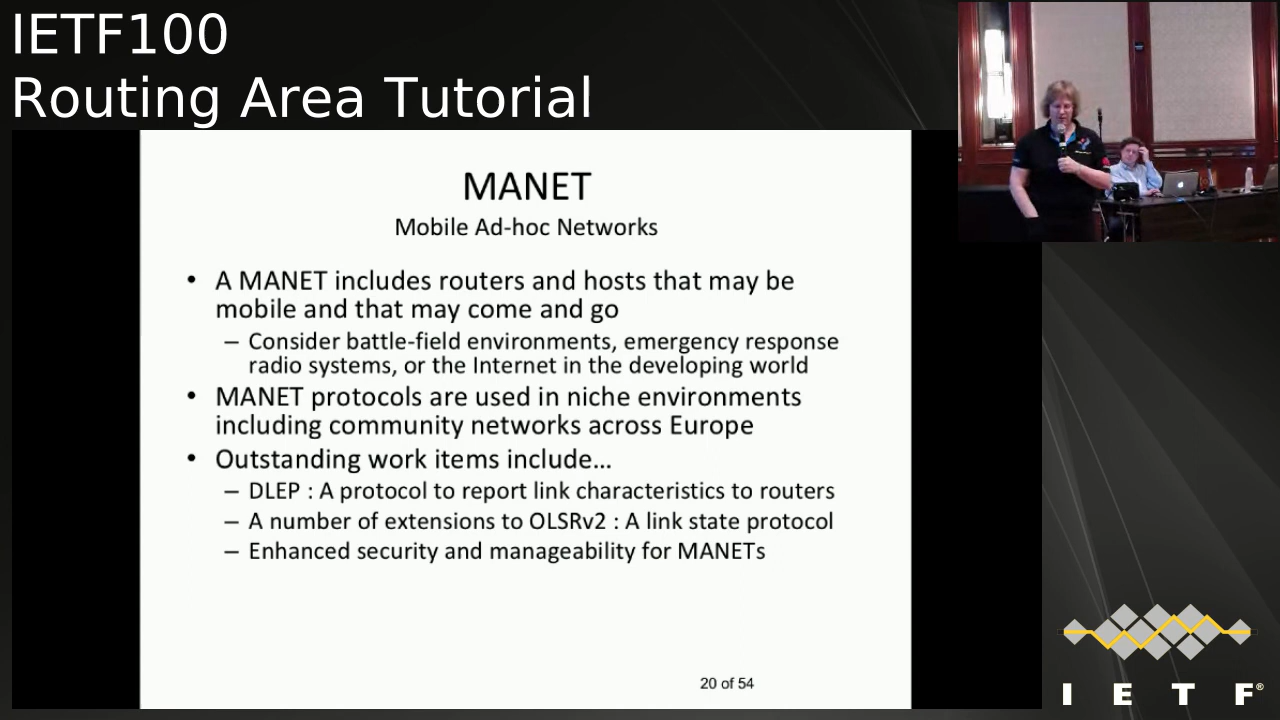 IETF100
Routing Area Tutorial
MANET
Mobile Ad-hoc Networks
• A MANET includes routers and hosts that may be
mobile and that may come and go
– Consider battle-field environments, emergency response
radio systems, or the Internet in the developing world
• MANET protocols are used in niche environments
including community networks across Europe
• Outstanding work items include…
– DLEP : A protocol to report link characteristics to routers
– A number of extensions to OLSRv2 : A link state protocol
– Enhanced security and manageability for MANETs
20 of 54
I E T F®